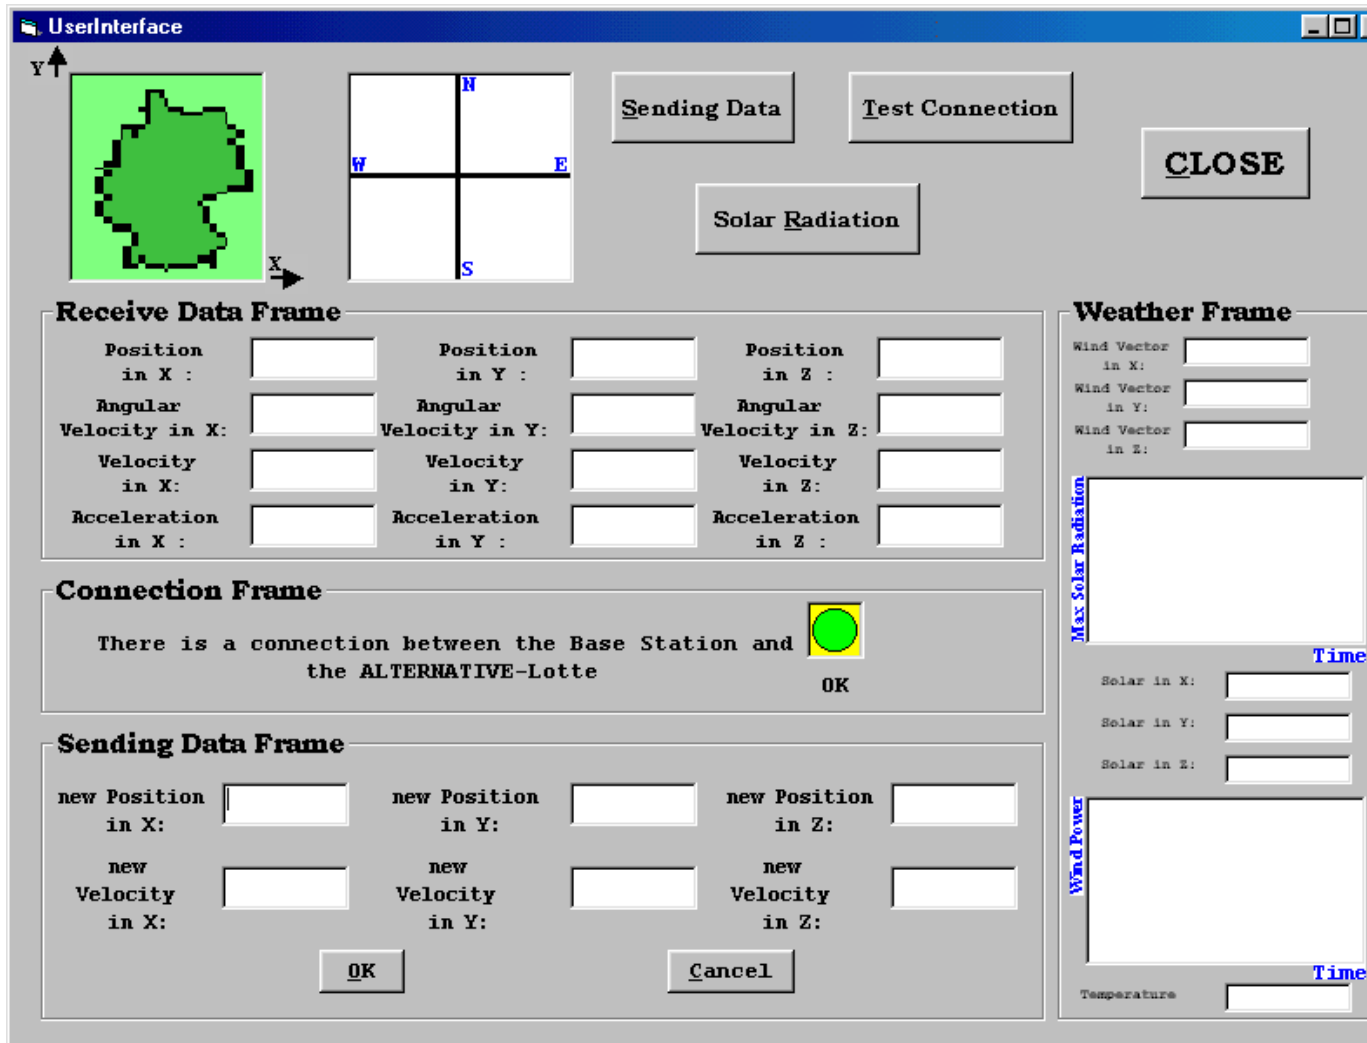 UserInterface
Y
X
N
W
E
S
Sending Data
Test Connection
CLOSE
Solar Radiation
Receive Data Frame
Position
in X :
Position
in Y :
Position
in Z :
Angular
Velocity in X:
Angular
Velocity in Y:
Angular
Velocity in Z:
Velocity
in X:
Velocity
in Y:
Velocity
in Z:
Acceleration
in X :
Acceleration
in Y :
Acceleration
in Z :
Connection Frame
There is a connection between the Base Station and
the ALTERNATIVE-Lotte
OK
Sending Data Frame
new Position
in X:
new Position
in Y:
new Position
in Z:
new
Velocity
in X:
new
Velocity
in Y:
new
Velocity
in Z:
OK
Cancel
Weather Frame
Wind Vector
in X:
Wind Vector
in Y:
Wind Vector
in Z:
Max Solar Radiation
Time
Solar in X:
Solar in Y:
Solar in Z:
Wind Power
Time
Temperature